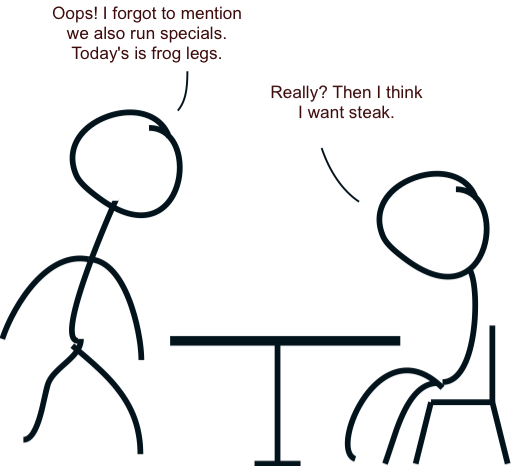 Oops! I forgot to mention
we also run specials.
Today's is frog legs.
Really? Then I think
I want steak.